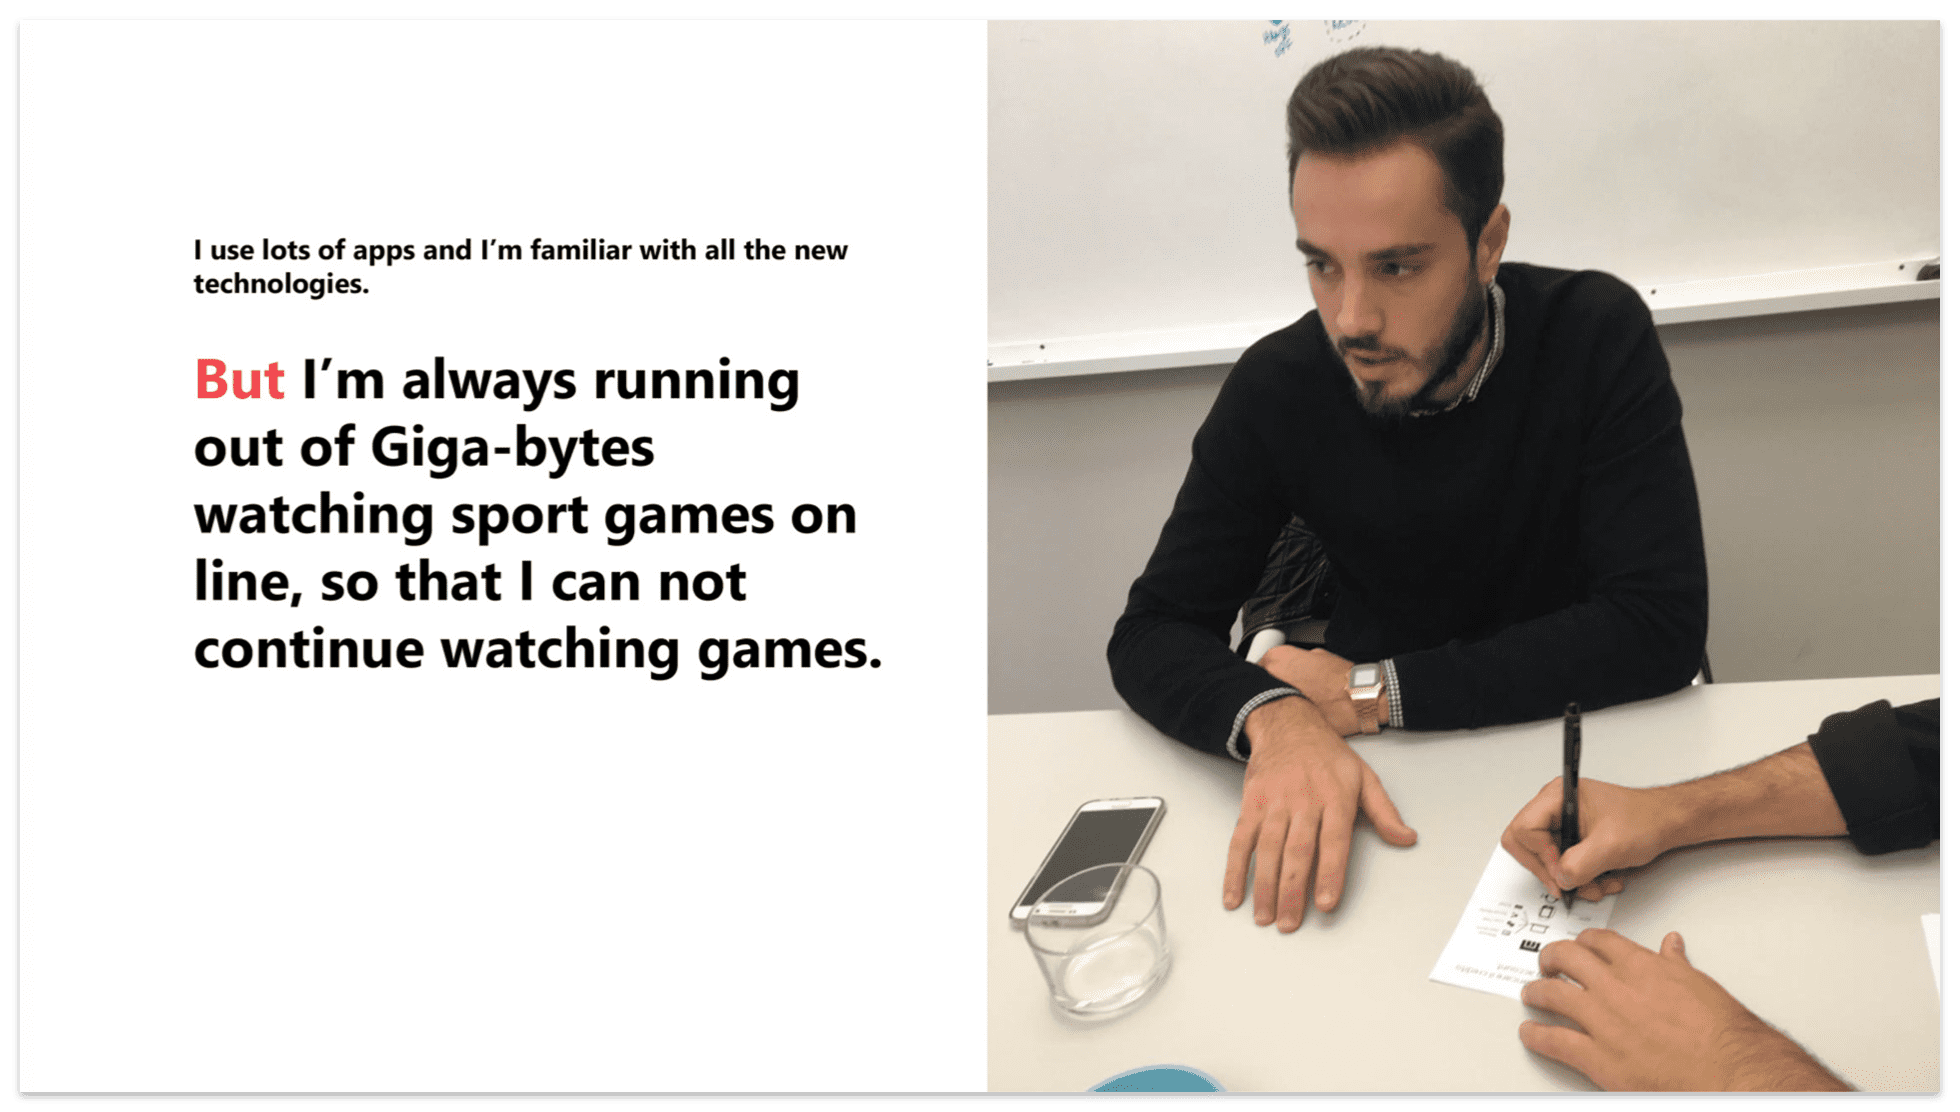 I use lots of apps and I’m familiar with all the new
technologies.
But I’m always running
out of Giga-bytes
watching sport games on
line, so that I can not
continue watching games.